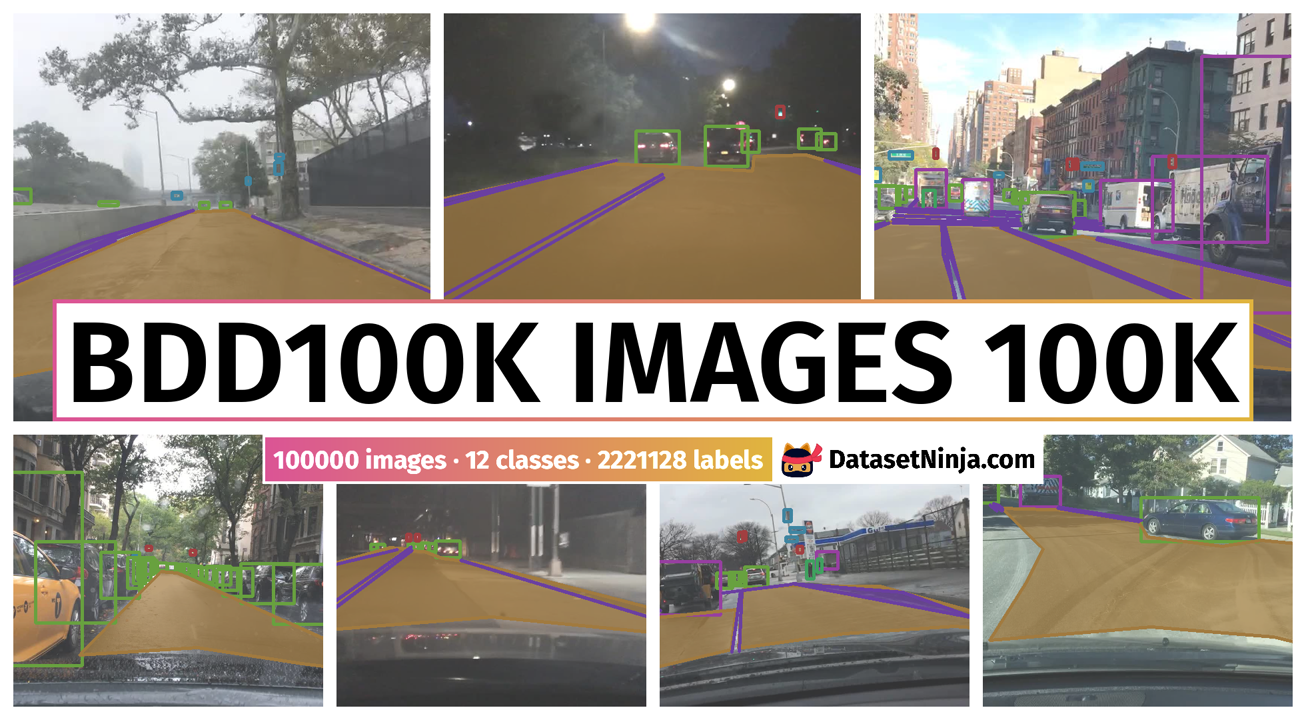 BDD100K IMAGES 100K
100000 images · 12 classes · 2221128 labels
DatasetNinja.com